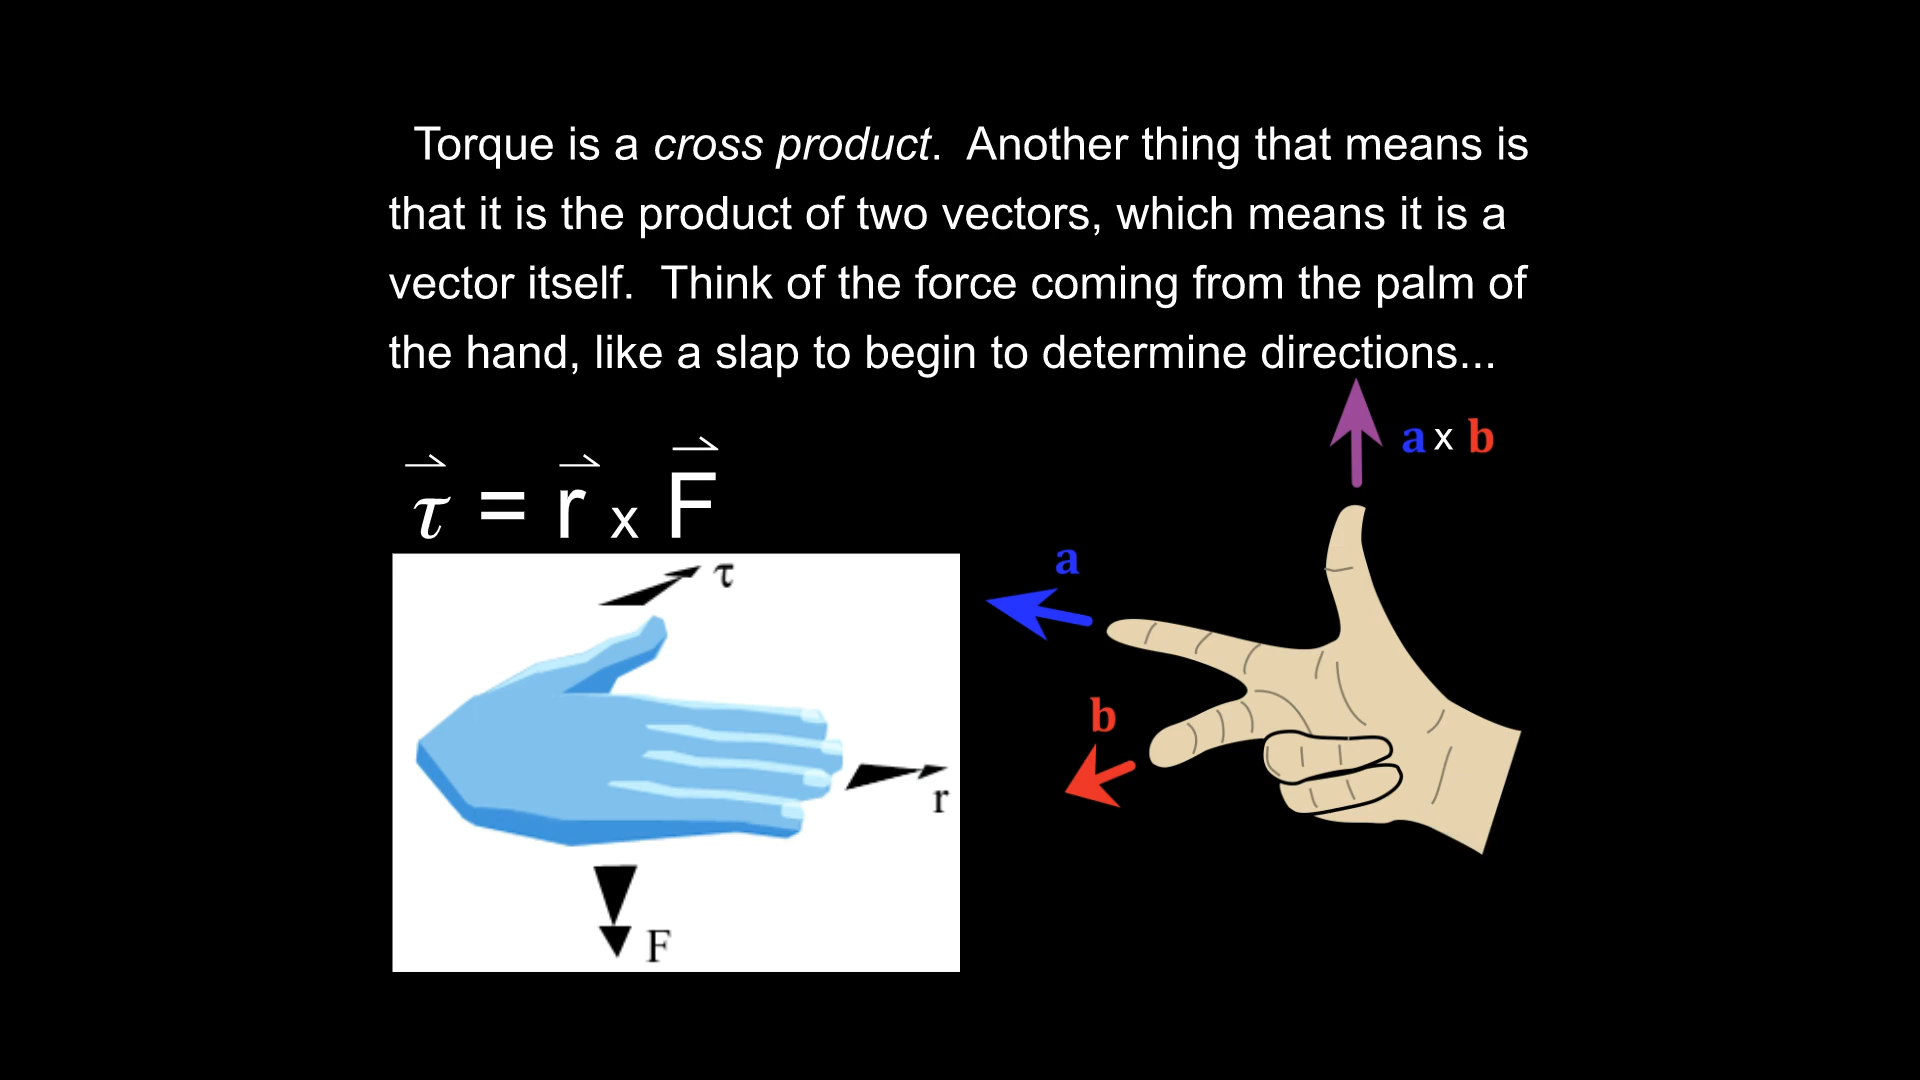 Torque is a cross product.  Another thing that means is
that it is the product of two vectors, which means it is a
vector itself.  Think of the force coming from the palm of
the hand, like a slap to begin to determine directions...
a x b
τ⃗ = r⃗ x F⃗
a
τ
b
r
F